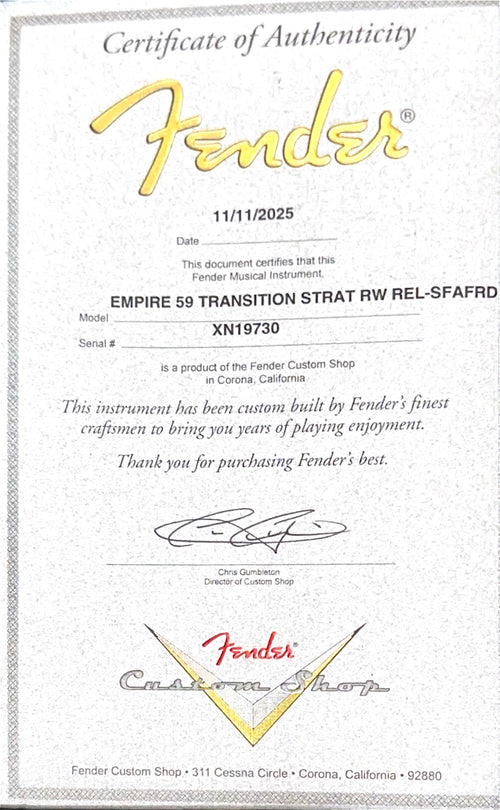 Certificate of Authenticity
Fender®
11/11/2025
Date
This document certifies that this
Fender Musical Instrument,
EMPIRE 59 TRANSITION STRAT RW REL-SFAFRD
Model
XN19730
Serial #
is a product of the Fender Custom Shop
in Corona, California
This instrument has been custom built by Fender's finest
craftsmen to bring you years of playing enjoyment.
Thank you for purchasing Fender's best.
Chris Gumbleton
Director of Custom Shop
Fender®
Custom Shop
Fender Custom Shop • 311 Cessna Circle • Corona, California • 92880